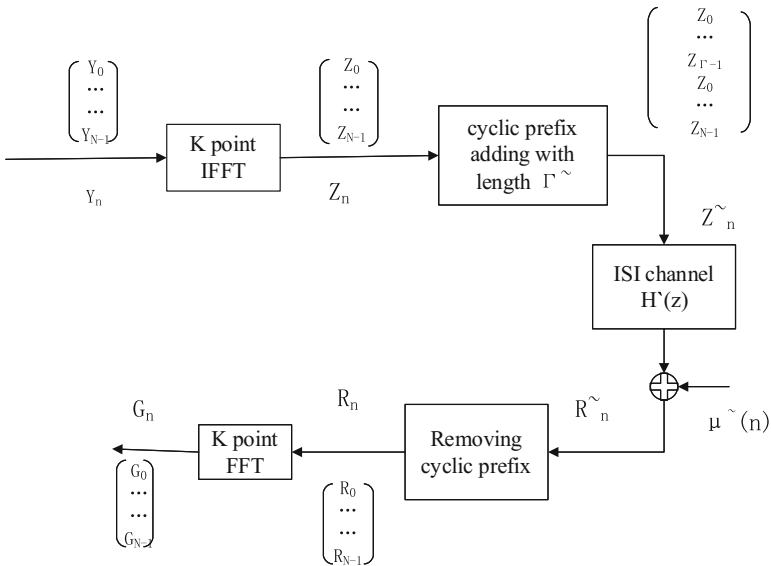 Y0
...
...
YN-1
Yn
K point
IFFT
Z0
...
...
ZN-1
Zn
cyclic prefix
adding with
length Γ~
Z0
...
ZΓ-1
Z0
...
ZN-1
Z~n
ISI channel
H`(z)
μ~(n)
R~n
Removing
cyclic prefix
Rn
R0
...
...
RN-1
K point
FFT
Gn
G0
...
...
GN-1